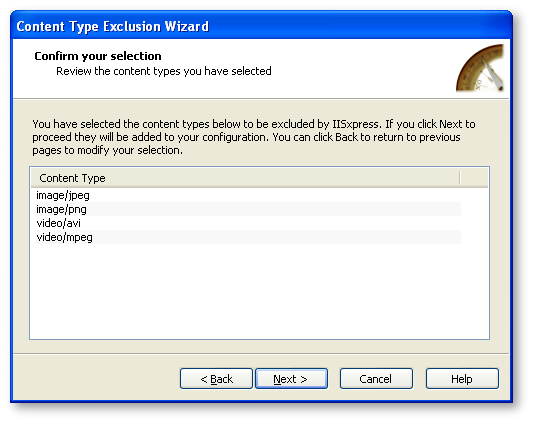 Content Type Exclusion Wizard
Confirm your selection
Review the content types you have selected
You have selected the content types below to be excluded by IISxpress. If you click Next to
proceed they will be added to your configuration. You can click Back to return to previous
pages to modify your selection.
Content Type
image/jpeg
image/png
video/avi
video/mpeg
< Back Next > Cancel Help